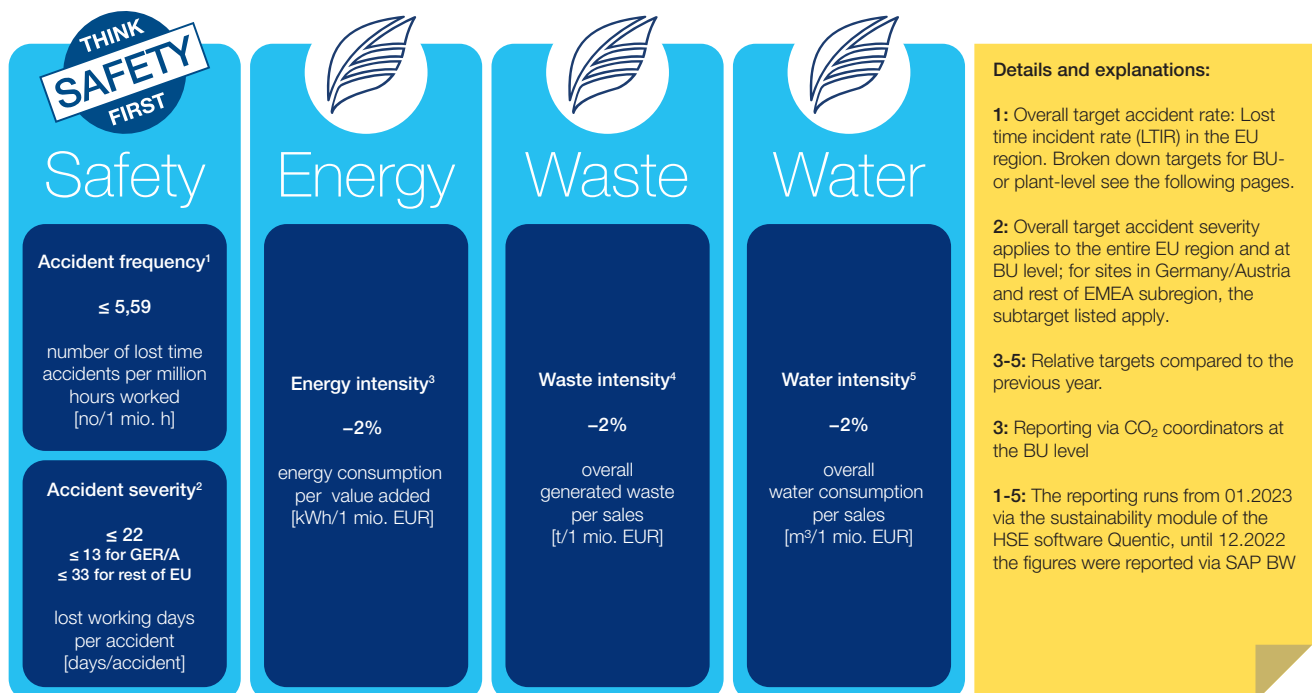 THINK
SAFETY
FIRST
Safety
Accident frequency¹
≤ 5,59
number of lost time
accidents per million
hours worked
[no/1 mio. h]
Accident severity²
≤ 22
≤ 13 for GER/A
≤ 33 for rest of EU
lost working days
per accident
[days/accident]
Energy
Energy intensity³
–2%
energy consumption
per value added
[kWh/1 mio. EUR]
Waste
Waste intensity⁴
–2%
overall
generated waste
per sales
[t/1 mio. EUR]
Water
Water intensity⁵
–2%
overall
water consumption
per sales
[m³/1 mio. EUR]
Details and explanations:
1: Overall target accident rate: Lost
time incident rate (LTIR) in the EU
region. Broken down targets for BU-
or plant-level see the following pages.
2: Overall target accident severity
applies to the entire EU region and at
BU level; for sites in Germany/Austria
and rest of EMEA subregion, the
subtarget listed apply.
3-5: Relative targets compared to the
previous year.
3: Reporting via CO₂ coordinators at
the BU level
1-5: The reporting runs from 01.2023
via the sustainability module of the
HSE software Quentic, until 12.2022
the figures were reported via SAP BW